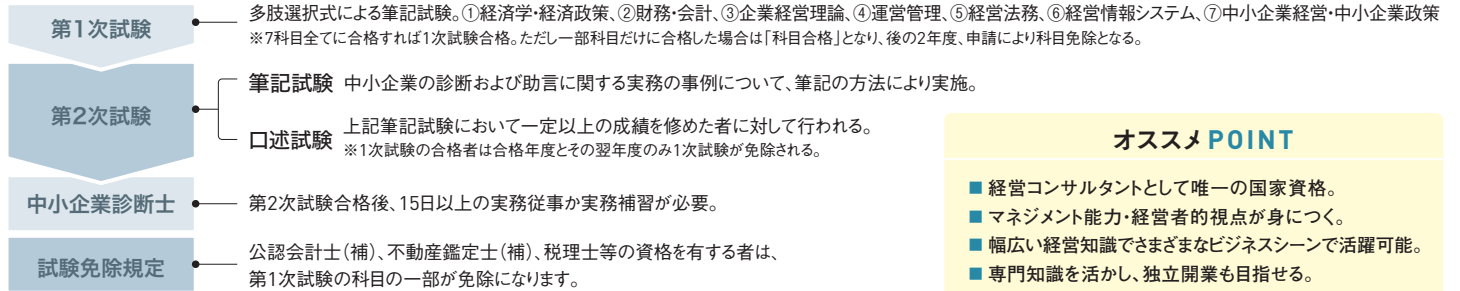 第1次試験
多肢選択式による筆記試験。①経済学・経済政策、②財務・会計、③企業経営理論、④運営管理、⑤経営法務、⑥経営情報システム、⑦中小企業経営・中小企業政策
※7科目全てに合格すれば1次試験合格。ただし一部科目だけに合格した場合は「科目合格」となり、後の2年度、申請により科目免除となる。
第2次試験
筆記試験 中小企業の診断および助言に関する実務の事例について、筆記の方法により実施。
口述試験 上記筆記試験において一定以上の成績を修めた者に対して行われる。
※1次試験の合格者は合格年度とその翌年度のみ1次試験が免除される。
中小企業診断士
第2次試験合格後、15日以上の実務従事か実務補習が必要。
試験免除規定
公認会計士（補）、不動産鑑定士（補）、税理士等の資格を有する者は、
第1次試験の科目の一部が免除になります。
オススメ POINT
■ 経営コンサルタントとして唯一の国家資格。
■ マネジメント能力・経営者的視点が身につく。
■ 幅広い経営知識でさまざまなビジネスシーンで活躍可能。
■ 専門知識を活かし、独立開業も目指せる。